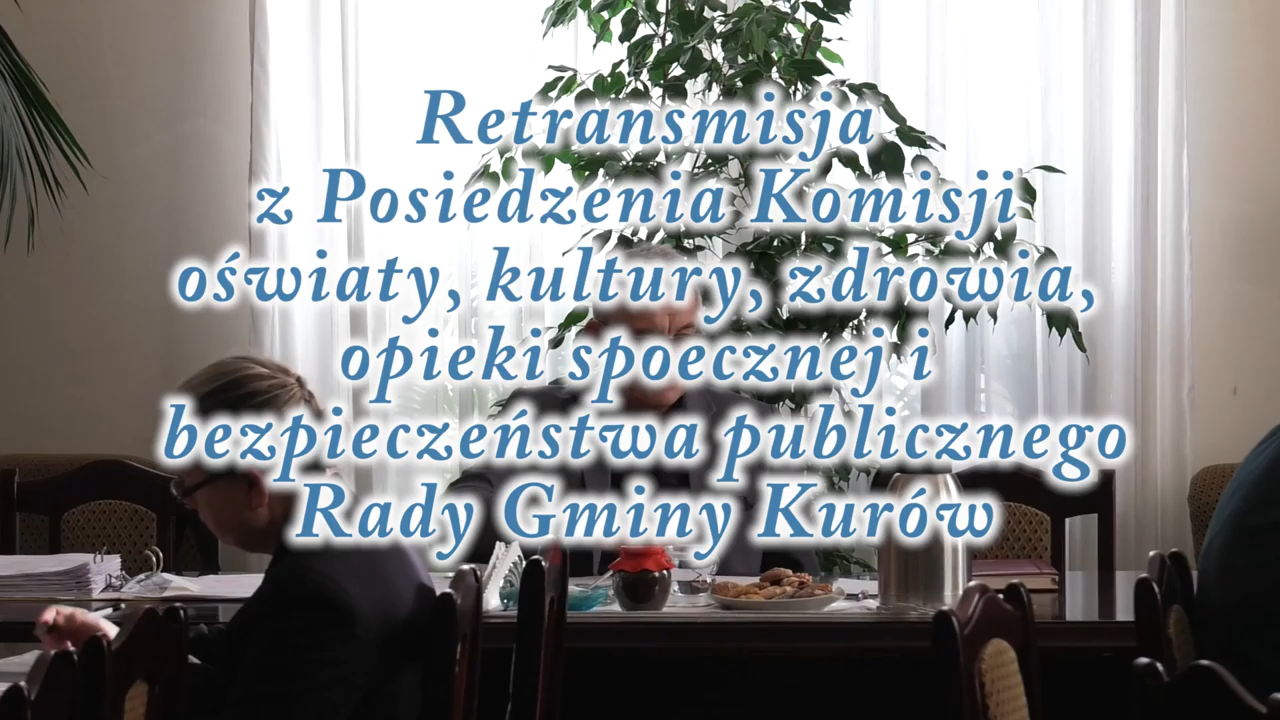 Retransmisja
z Posiedzenia Komisji
oświaty, kultury, zdrowia,
opieki spoecznej i
bezpieczeństwa publicznego
Rady Gminy Kurów